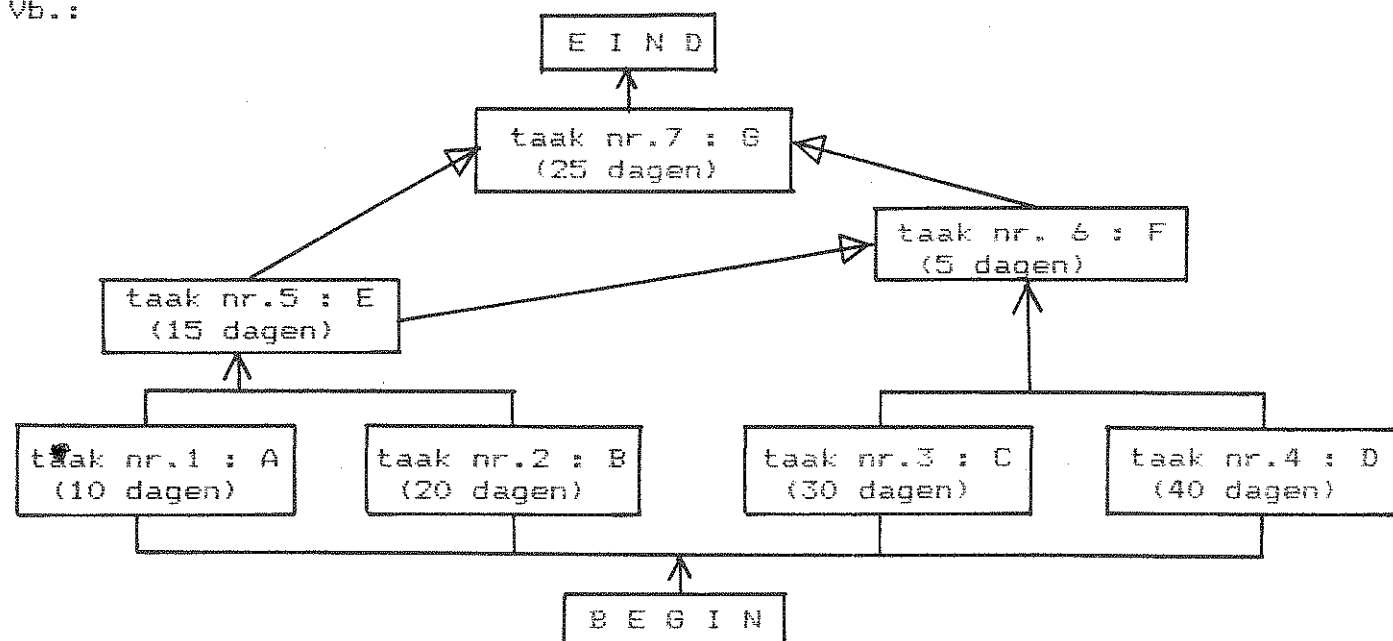 Vb.:
E I N D
taak nr.7 : G
(25 dagen)
taak nr. 6 : F
(5 dagen)
taak nr.5 : E
(15 dagen)
taak nr.1 : A
(10 dagen)
taak nr.2 : B
(20 dagen)
taak nr.3 : C
(30 dagen)
taak nr.4 : D
(40 dagen)
B E G I N